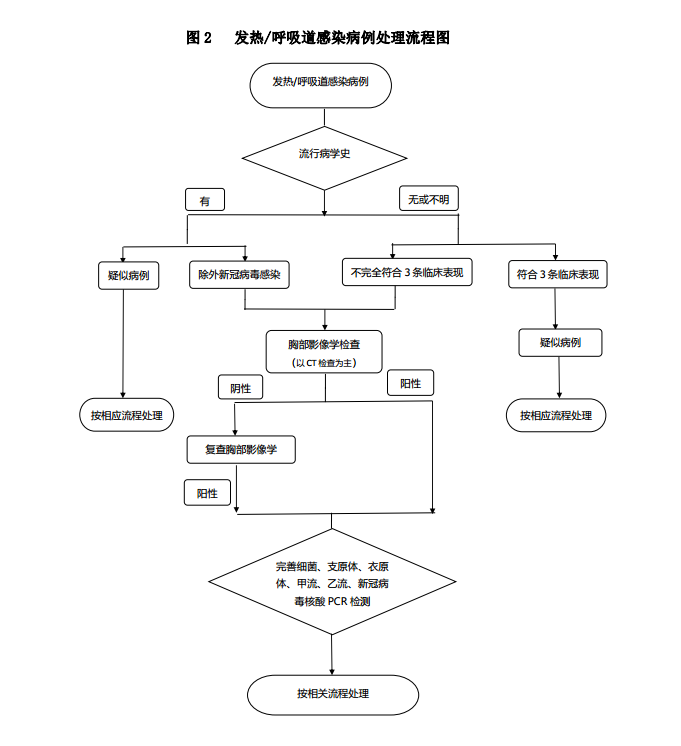 图 2 发热/呼吸道感染病例处理流程图
发热/呼吸道感染病例
流行病学史
有
无或不明
疑似病例
除外新冠病毒感染
不完全符合 3 条临床表现
符合 3 条临床表现
胸部影像学检查
(以 CT 检查为主)
疑似病例
阴性
阳性
按相应流程处理
按相应流程处理
复查胸部影像学
阳性
完善细菌、支原体、衣原
体、甲流、乙流、新冠病
毒核酸 PCR 检测
按相关流程处理